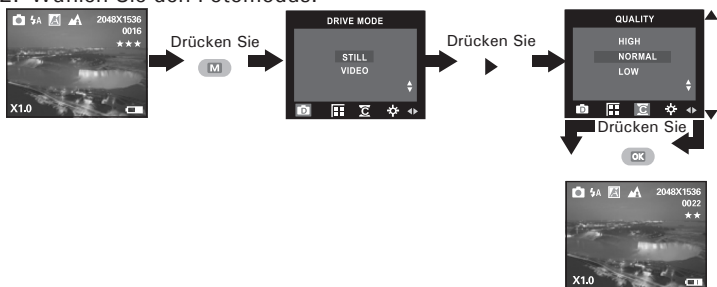 2. Wählen Sie den Fotomodus.
2048X1536
0016
★★★
X1.0
Drücken Sie
M
DRIVE MODE
STILL
VIDEO
Drücken Sie
QUALITY
HIGH
NORMAL
LOW
Drücken Sie
OK
2048X1536
0022
★★
X1.0